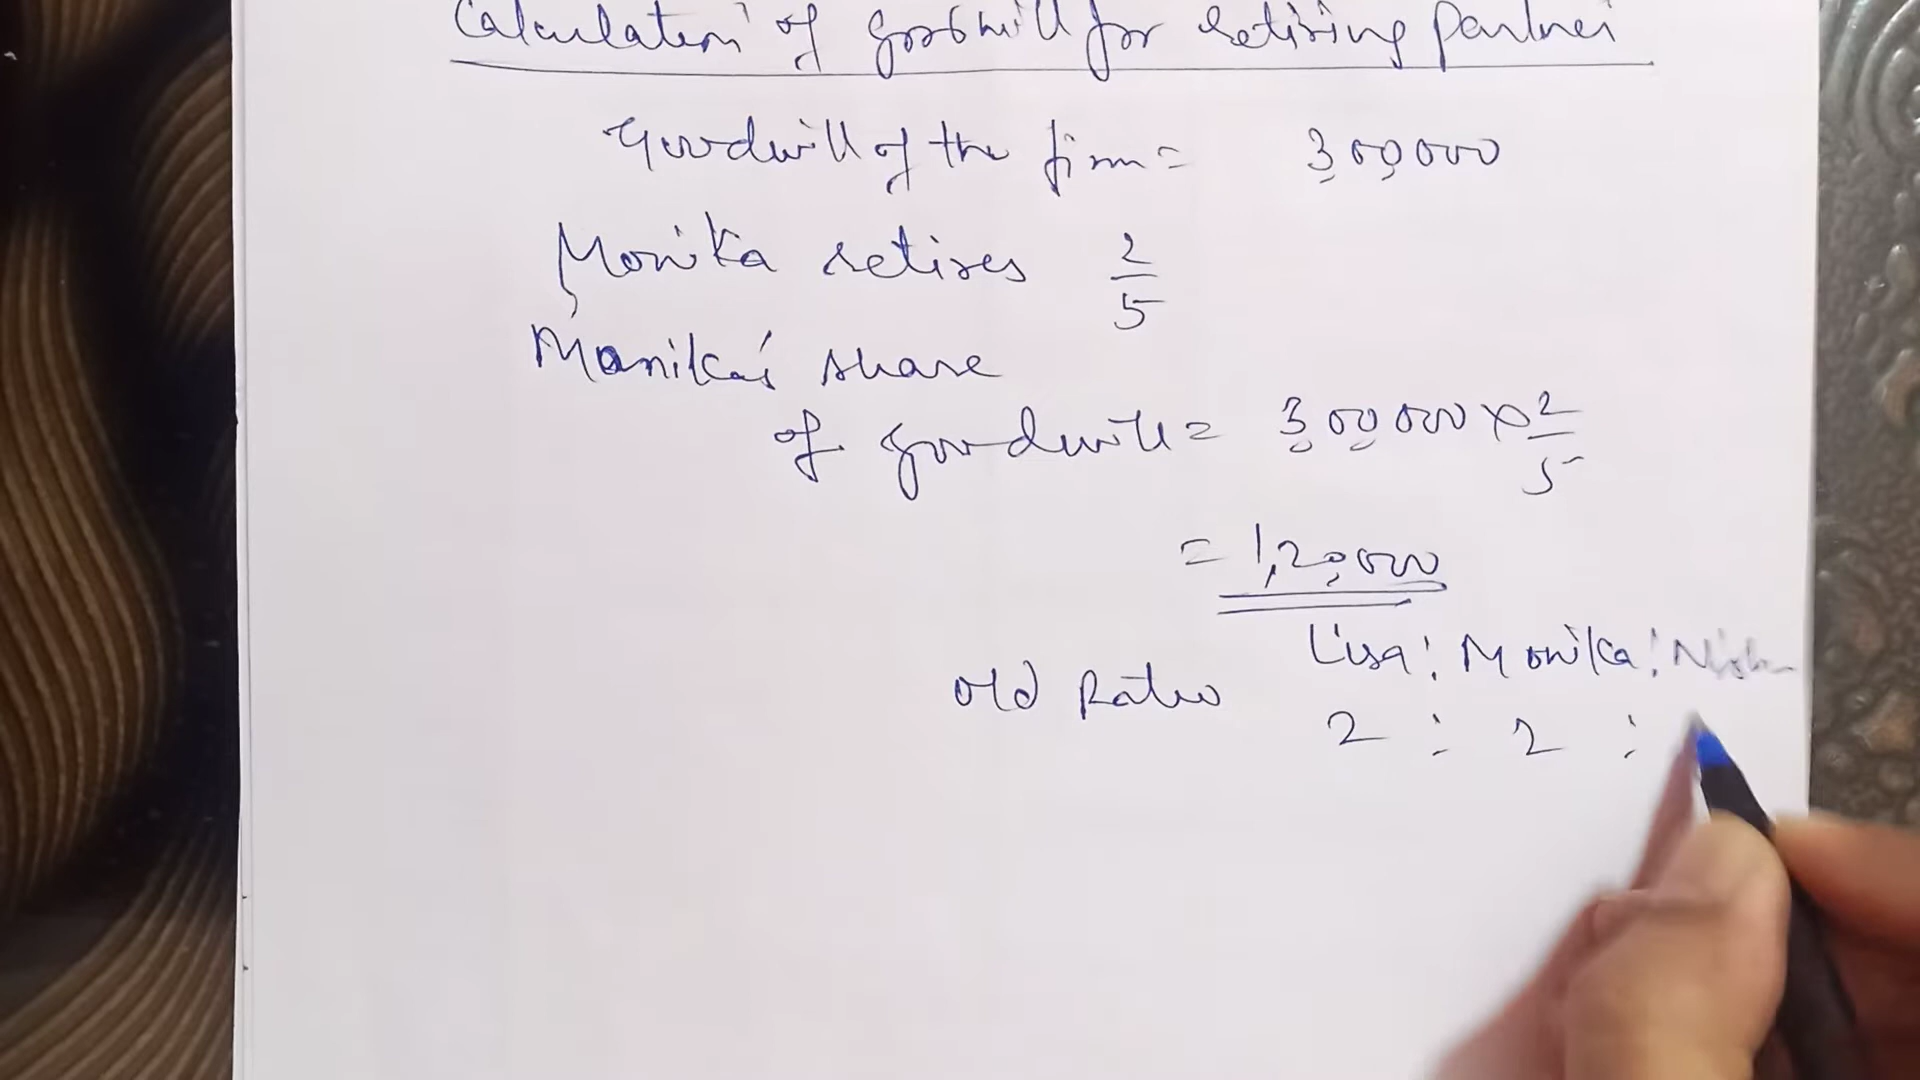 Calculation of goodwill for retiring partner
Goodwill of the firm = 3,00,000
Monika retires 2/5
Monika's share
of goodwill = 3,00,000 × 2/5
= 1,20,000
Lisa : Monika : Nisha
Old Ratio 2 : 2 :